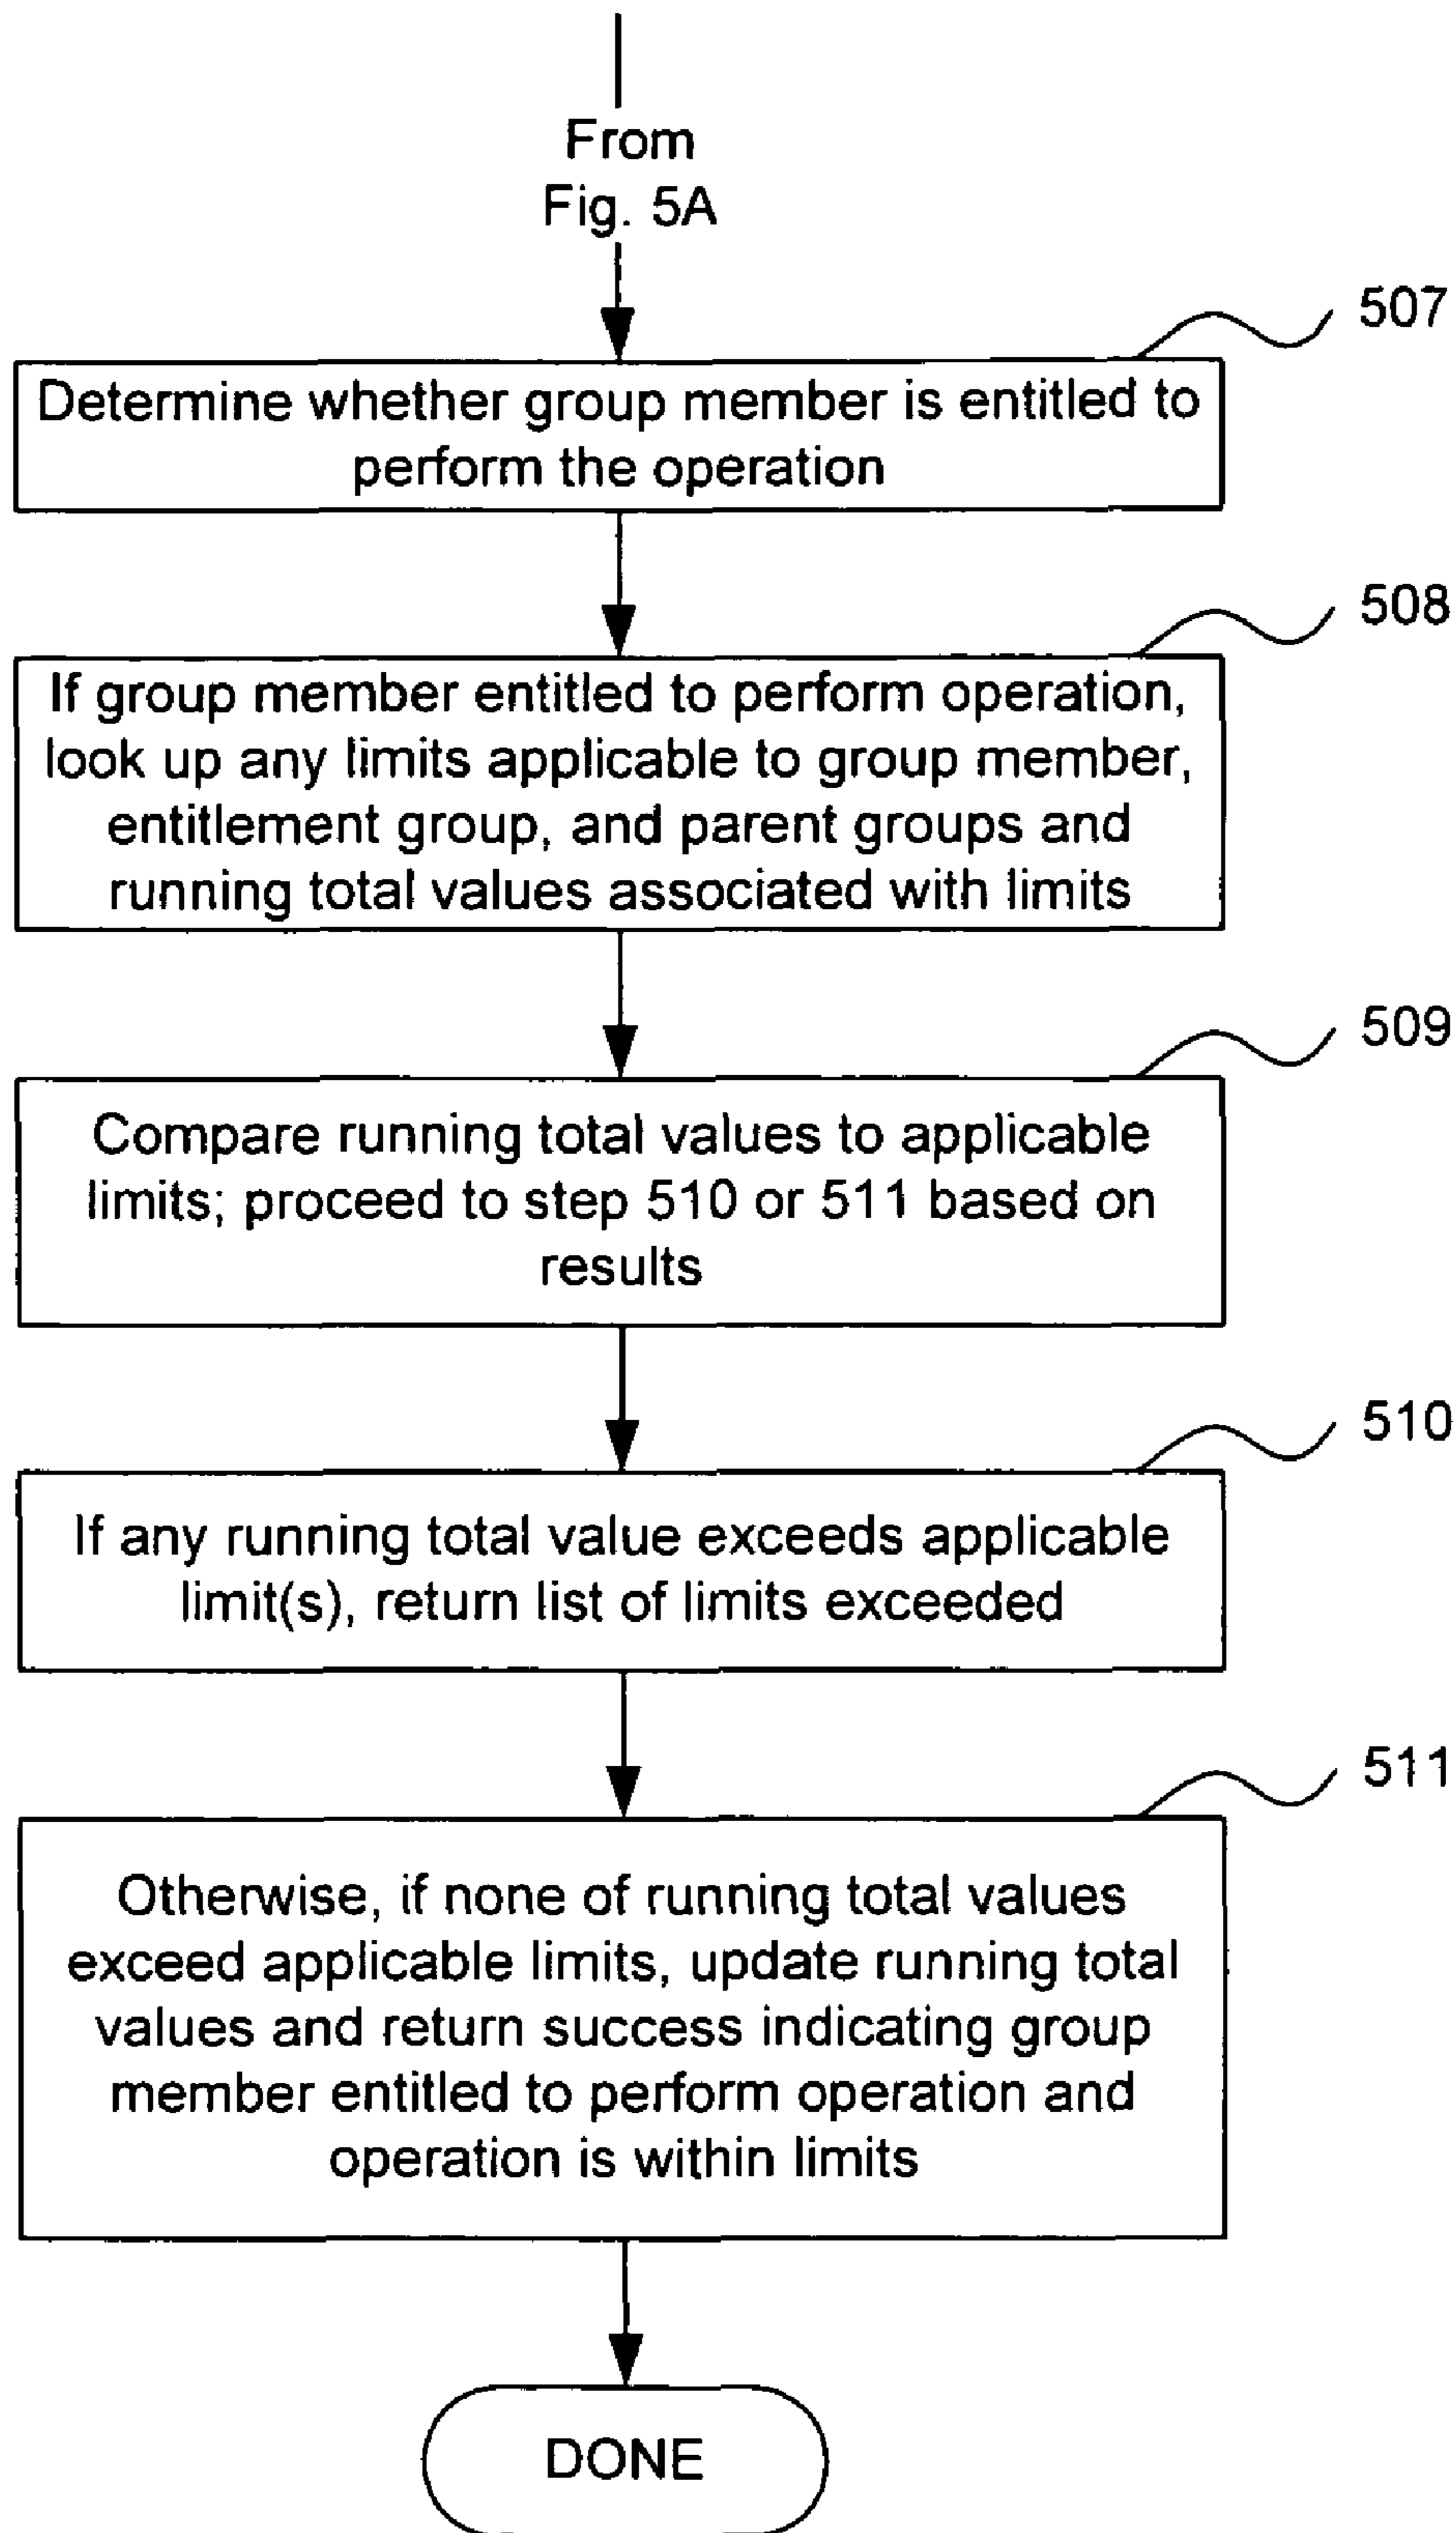 From
Fig. 5A
507
Determine whether group member is entitled to
perform the operation
508
If group member entitled to perform operation,
look up any limits applicable to group member,
entitlement group, and parent groups and
running total values associated with limits
509
Compare running total values to applicable
limits; proceed to step 510 or 511 based on
results
510
If any running total value exceeds applicable
limit(s), return list of limits exceeded
511
Otherwise, if none of running total values
exceed applicable limits, update running total
values and return success indicating group
member entitled to perform operation and
operation is within limits
DONE